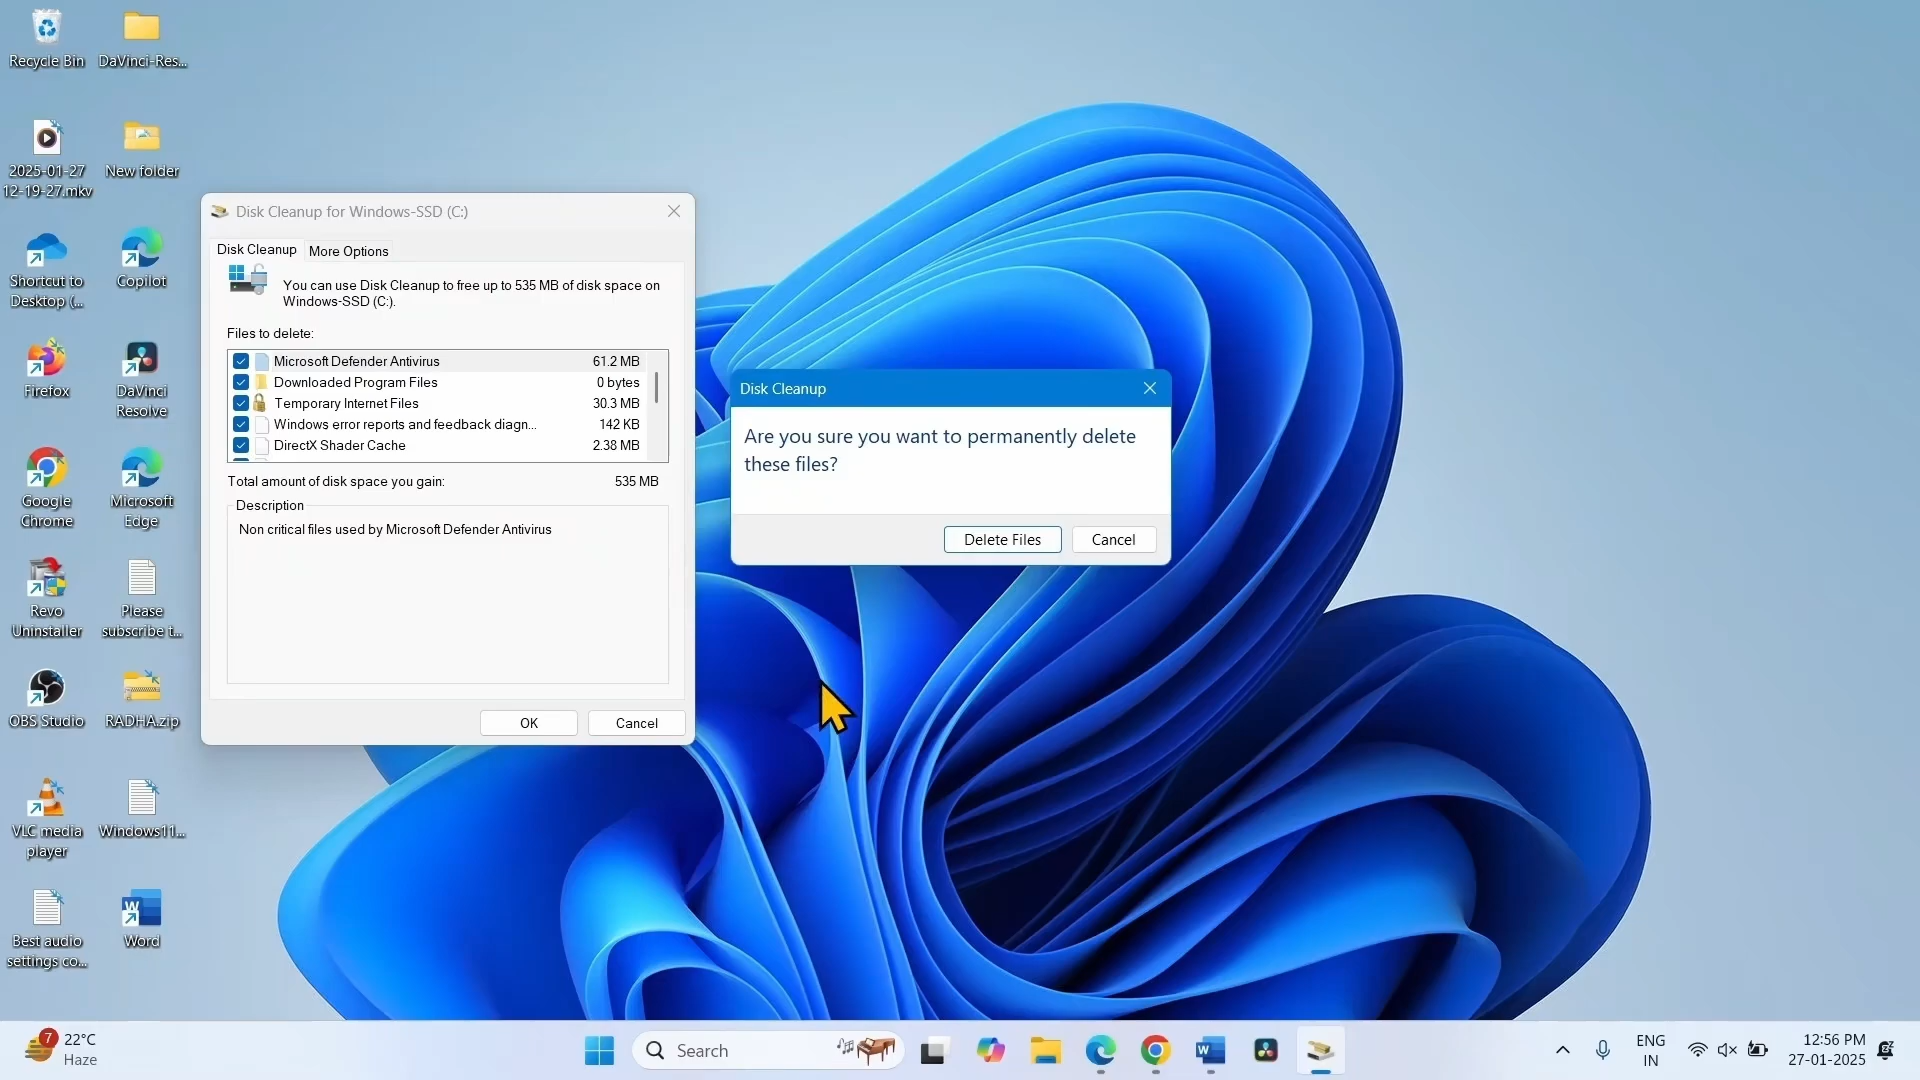 Recycle Bin
DaVinci-Res...
2025-01-27
12-19-27.mkv
New folder
Shortcut to
Desktop (...
Copilot
Firefox
DaVinci
Resolve
Google
Chrome
Microsoft
Edge
Revo
Uninstaller
Please
subscribe t...
OBS Studio
RADHA.zip
VLC media
player
Windows11...
Best audio
settings co...
Word
Disk Cleanup for Windows-SSD (C:)
Disk Cleanup
More Options
You can use Disk Cleanup to free up to 535 MB of disk space on
Windows-SSD (C:).
Files to delete:
Microsoft Defender Antivirus 61.2 MB
Downloaded Program Files 0 bytes
Temporary Internet Files 30.3 MB
Windows error reports and feedback diagn... 142 KB
DirectX Shader Cache 2.38 MB
Total amount of disk space you gain: 535 MB
Description
Non critical files used by Microsoft Defender Antivirus
OK
Cancel
Disk Cleanup
Are you sure you want to permanently delete
these files?
Delete Files
Cancel
7
22°C
Haze
Search
ENG
IN
12:56 PM
27-01-2025